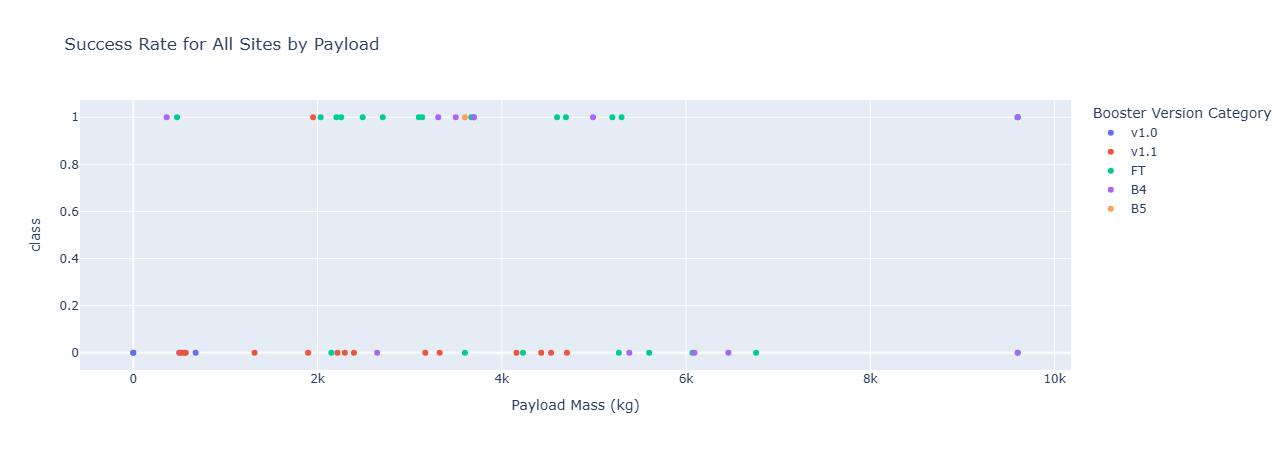 Success Rate for All Sites by Payload
Booster Version Category
v1.0
v1.1
FT
B4
B5
class
1
0.8
0.6
0.4
0.2
0
0 2k 4k 6k 8k 10k
Payload Mass (kg)